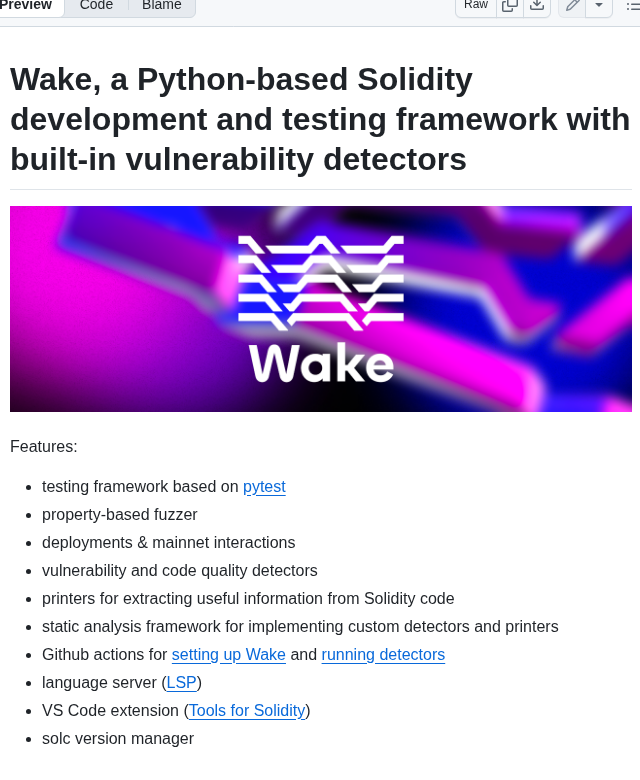 Preview Code Blame Raw
Wake, a Python-based Solidity
development and testing framework with
built-in vulnerability detectors
Wake
Features:
testing framework based on pytest
property-based fuzzer
deployments & mainnet interactions
vulnerability and code quality detectors
printers for extracting useful information from Solidity code
static analysis framework for implementing custom detectors and printers
Github actions for setting up Wake and running detectors
language server (LSP)
VS Code extension (Tools for Solidity)
solc version manager